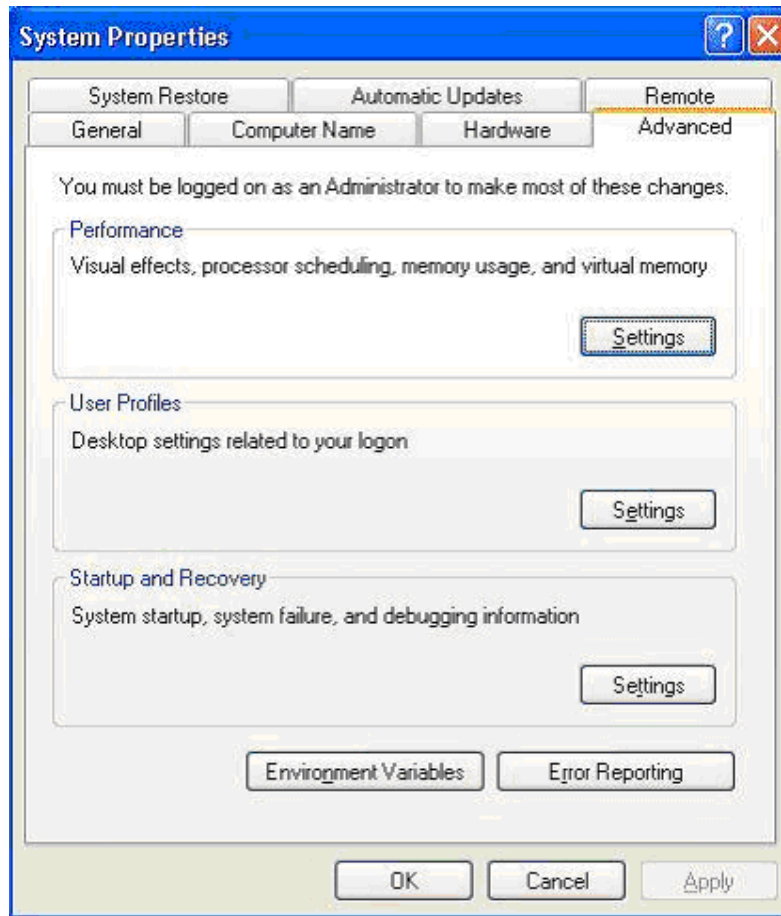 System Properties
System Restore Automatic Updates Remote
General Computer Name Hardware Advanced
You must be logged on as an Administrator to make most of these changes.
Performance
Visual effects, processor scheduling, memory usage, and virtual memory
Settings
User Profiles
Desktop settings related to your logon
Settings
Startup and Recovery
System startup, system failure, and debugging information
Settings
Environment Variables Error Reporting
OK Cancel Apply